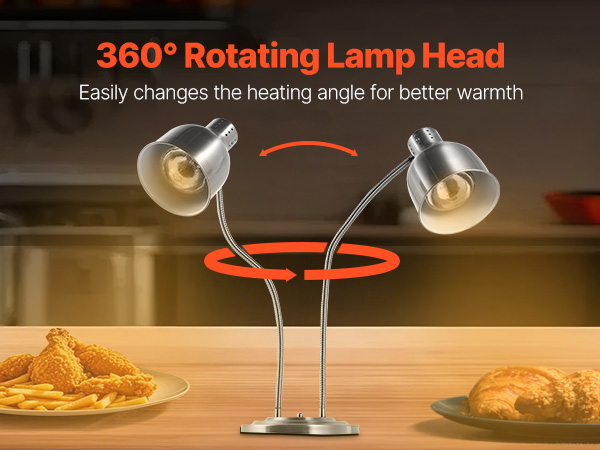 360° Rotating Lamp Head
Easily changes the heating angle for better warmth